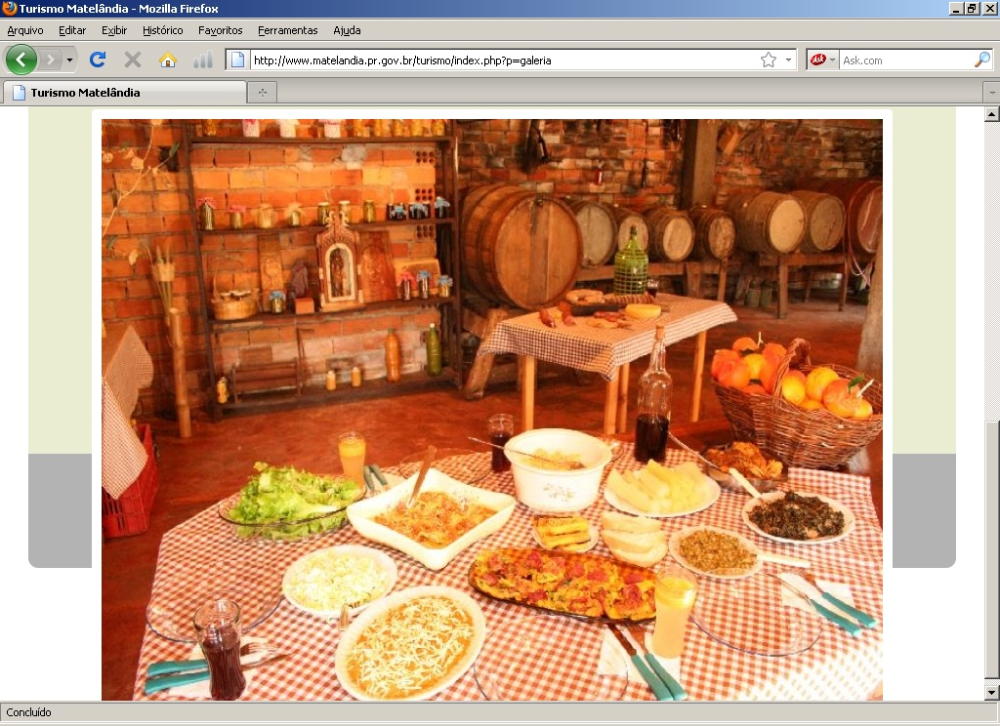 Turismo Matelândia - Mozilla Firefox
Arquivo Editar Exibir Histórico Favoritos Ferramentas Ajuda
http://www.matelandia.pr.gov.br/turismo/index.php?p=galeria
Ask Ask.com
Turismo Matelândia
Concluído